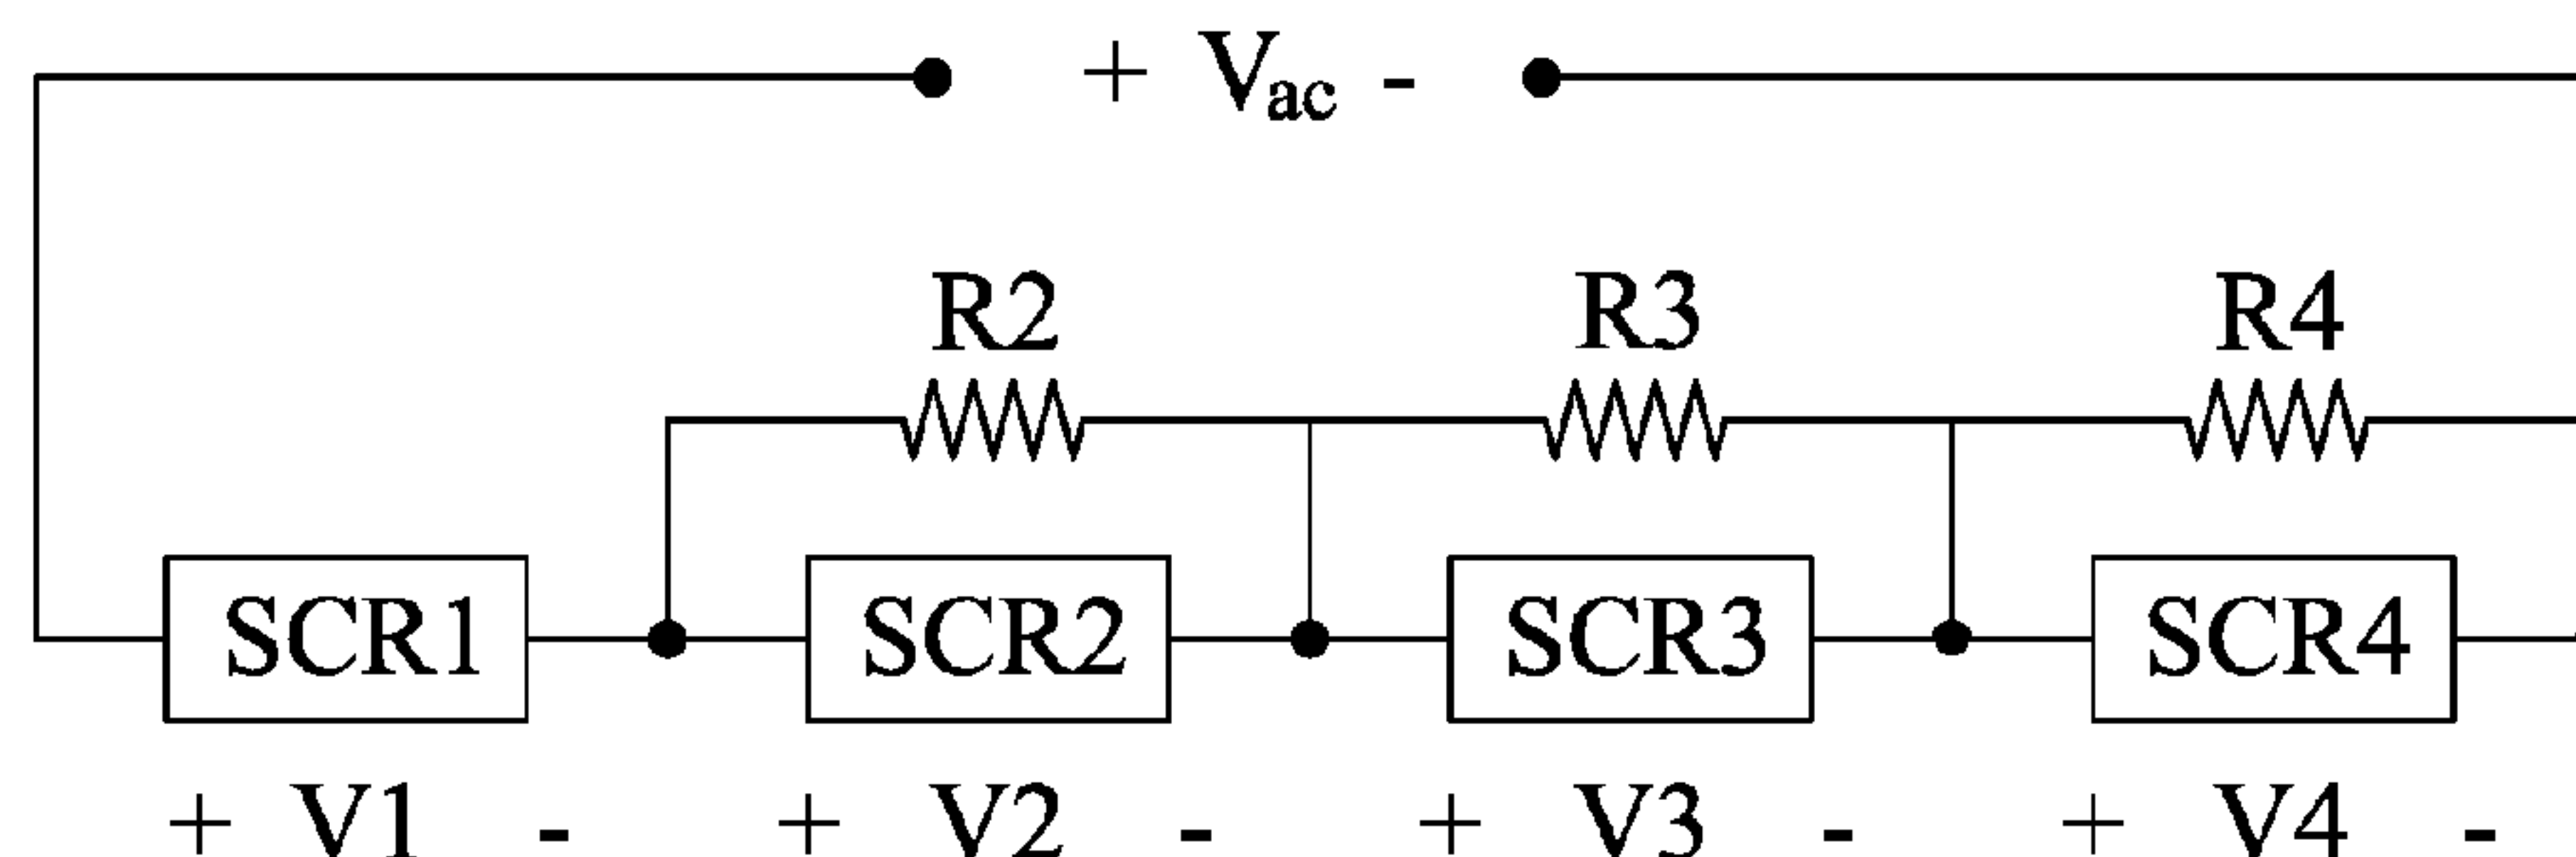 + Vac -
R2 R3 R4
SCR1 SCR2 SCR3 SCR4
+ V1 - + V2 - + V3 - + V4 -